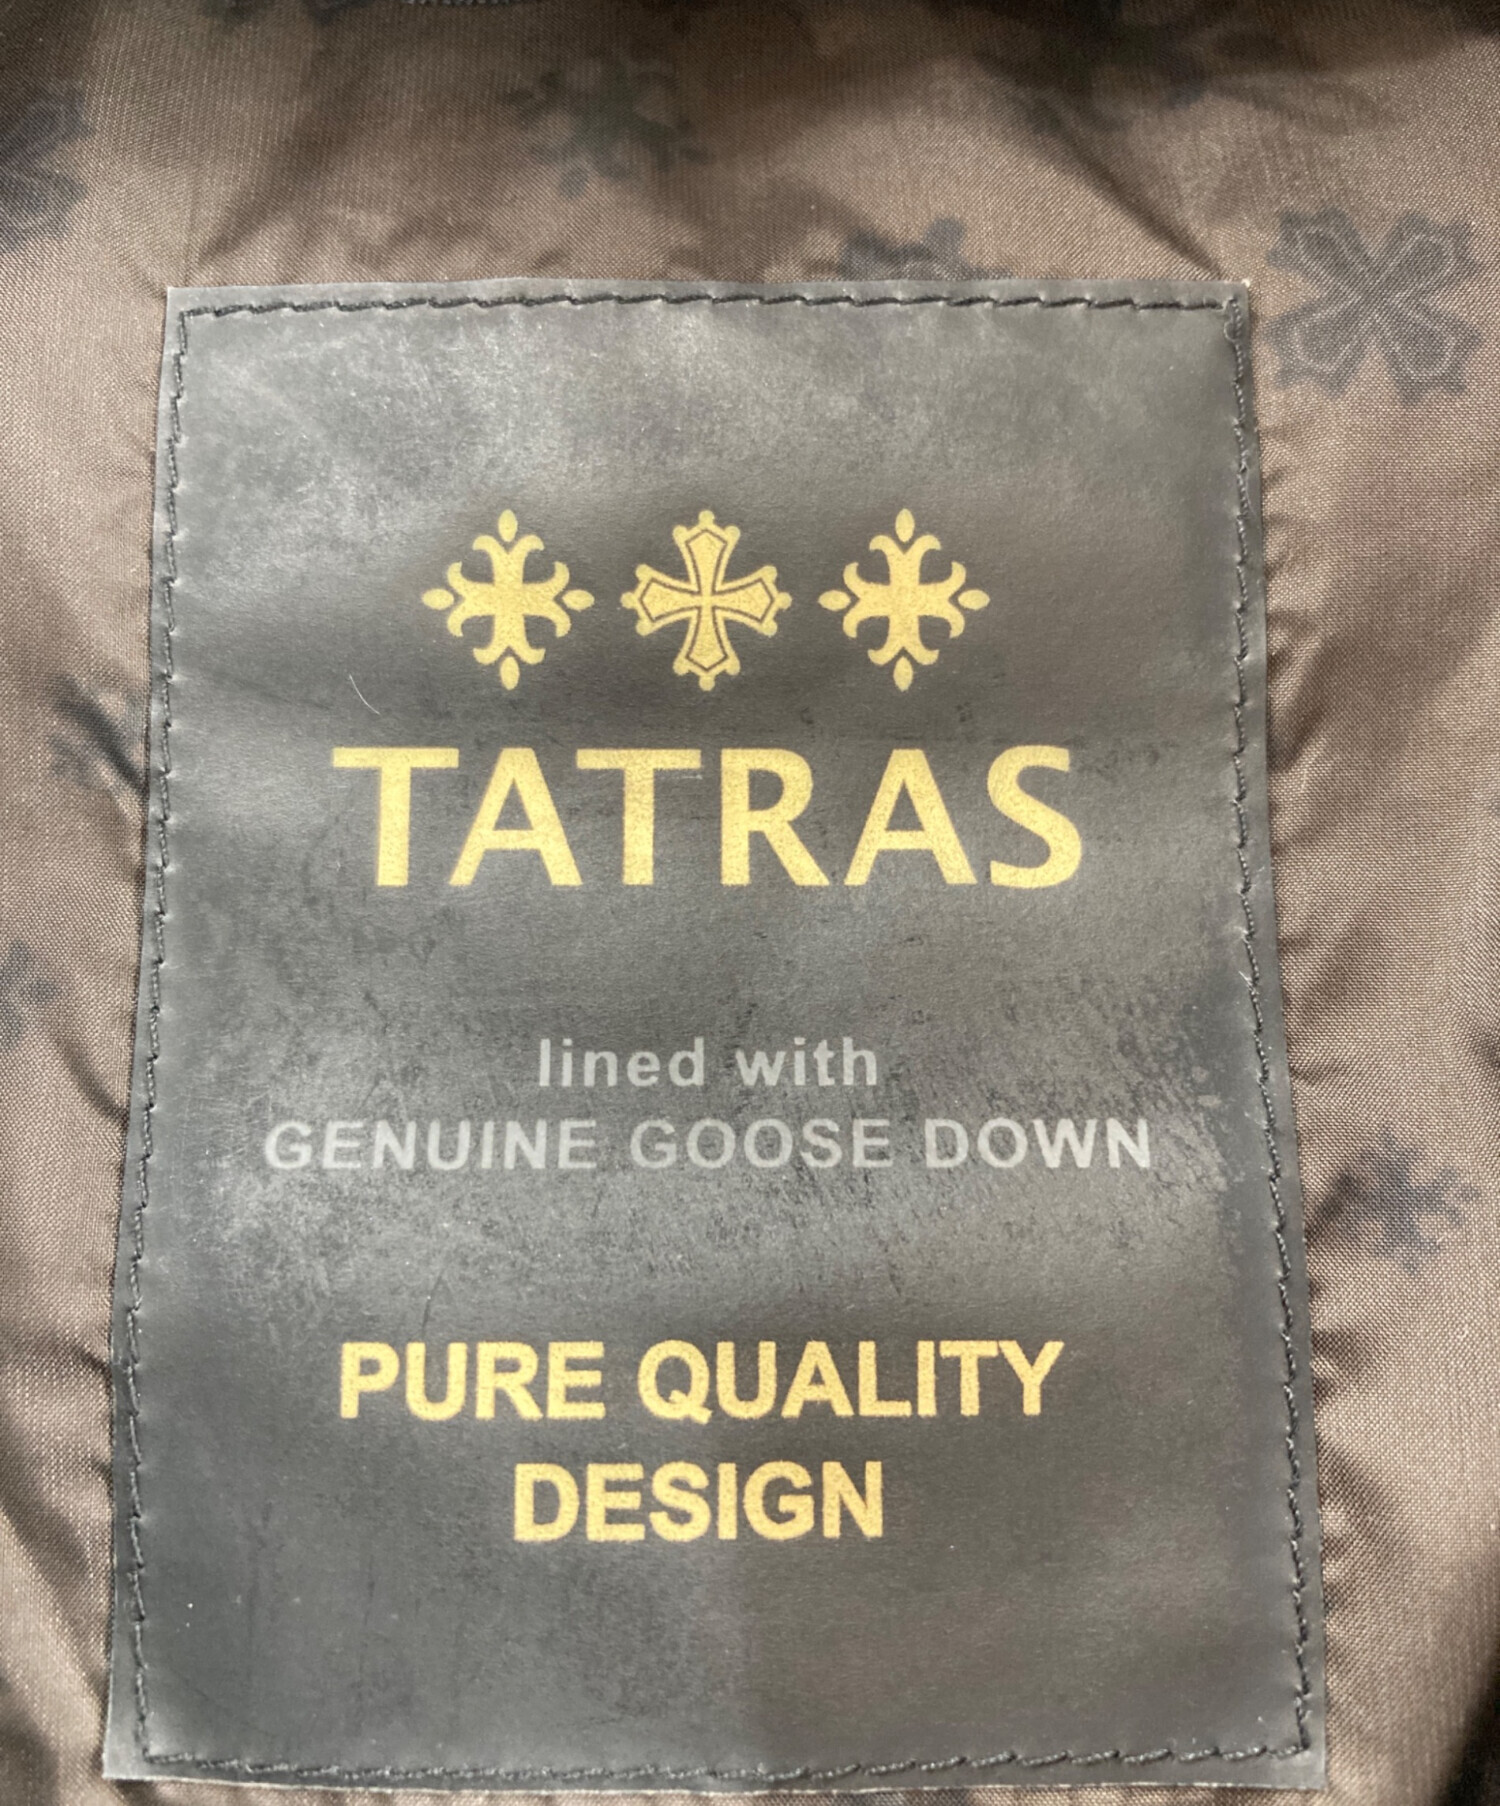 TATRAS
lined with
GENUINE GOOSE DOWN
PURE QUALITY
DESIGN